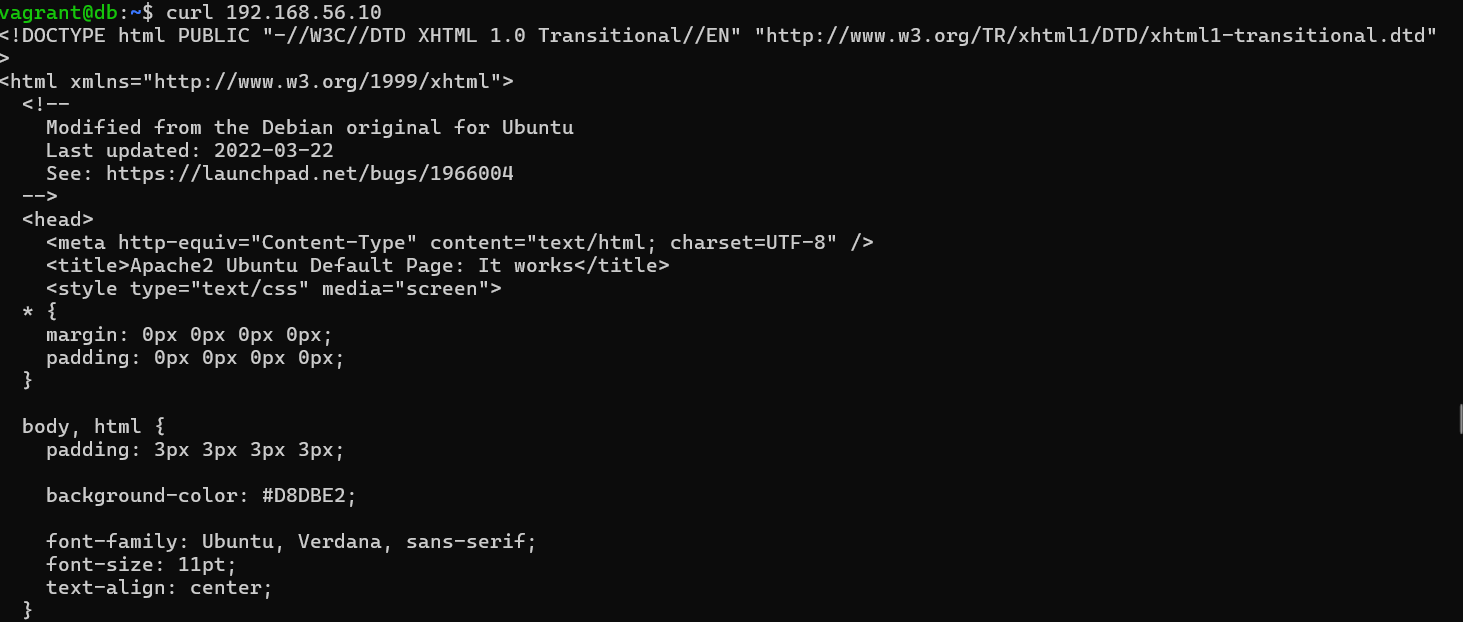 vagrant@db:~$ curl 192.168.56.10
<!DOCTYPE html PUBLIC "-//W3C//DTD XHTML 1.0 Transitional//EN" "http://www.w3.org/TR/xhtml1/DTD/xhtml1-transitional.dtd"
>
<html xmlns="http://www.w3.org/1999/xhtml">
  <!--
    Modified from the Debian original for Ubuntu
    Last updated: 2022-03-22
    See: https://launchpad.net/bugs/1966004
  -->
  <head>
    <meta http-equiv="Content-Type" content="text/html; charset=UTF-8" />
    <title>Apache2 Ubuntu Default Page: It works</title>
    <style type="text/css" media="screen">
  * {
    margin: 0px 0px 0px 0px;
    padding: 0px 0px 0px 0px;
  }

  body, html {
    padding: 3px 3px 3px 3px;

    background-color: #D8DBE2;

    font-family: Ubuntu, Verdana, sans-serif;
    font-size: 11pt;
    text-align: center;
  }